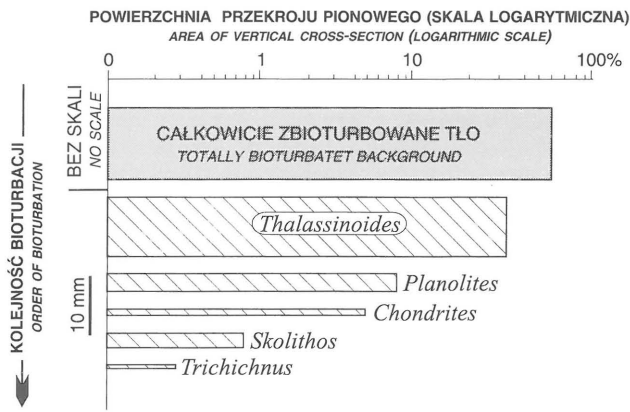 POWIERZCHNIA PRZEKROJU PIONOWEGO (SKALA LOGARYTMICZNA)
AREA OF VERTICAL CROSS-SECTION (LOGARITHMIC SCALE)
0 1 10 100%
KOLEJNOŚĆ BIOTURBACJI
ORDER OF BIOTURBATION
BEZ SKALI
NO SCALE
CAŁKOWICIE ZBIOTURBOWANE TŁO
TOTALLY BIOTURBATET BACKGROUND
Thalassinoides
10 mm
Planolites
Chondrites
Skolithos
Trichichnus